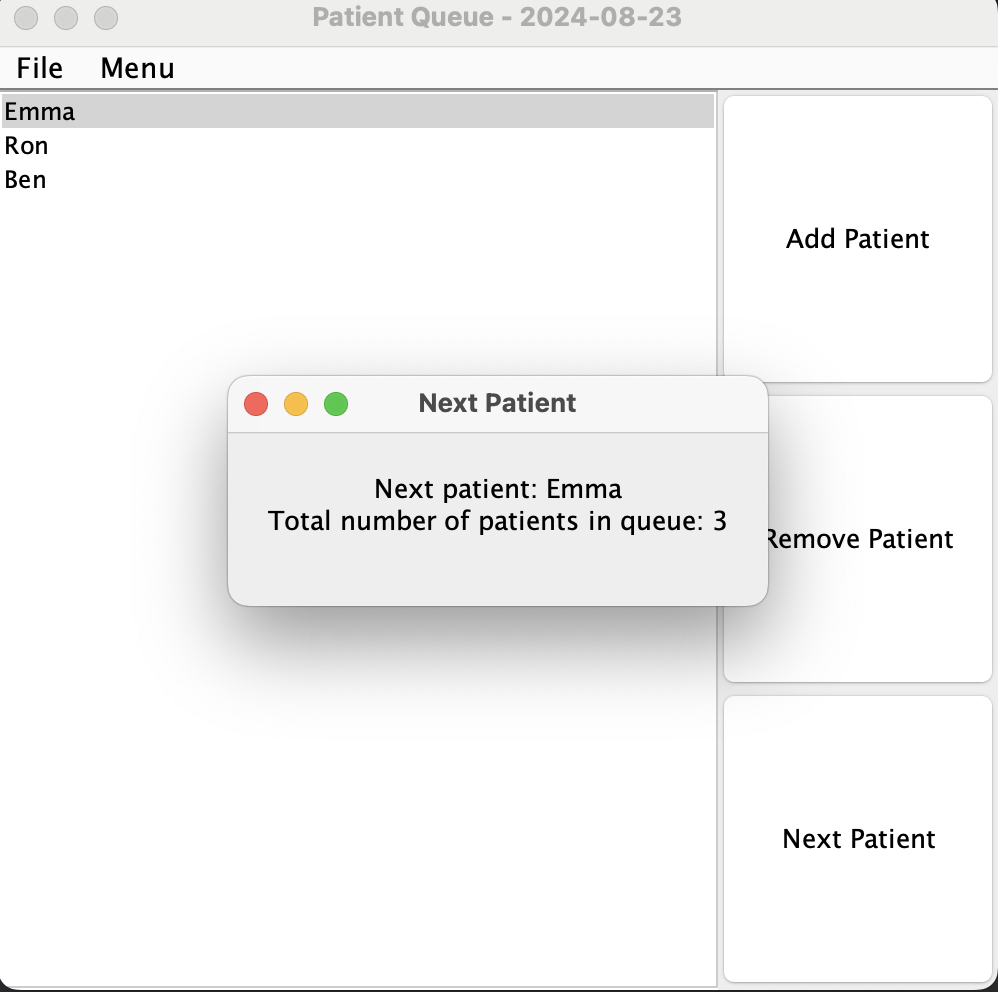 Patient Queue - 2024-08-23
File Menu
Emma
Ron
Ben
Add Patient
Next Patient
Next patient: Emma
Total number of patients in queue: 3
Remove Patient
Next Patient